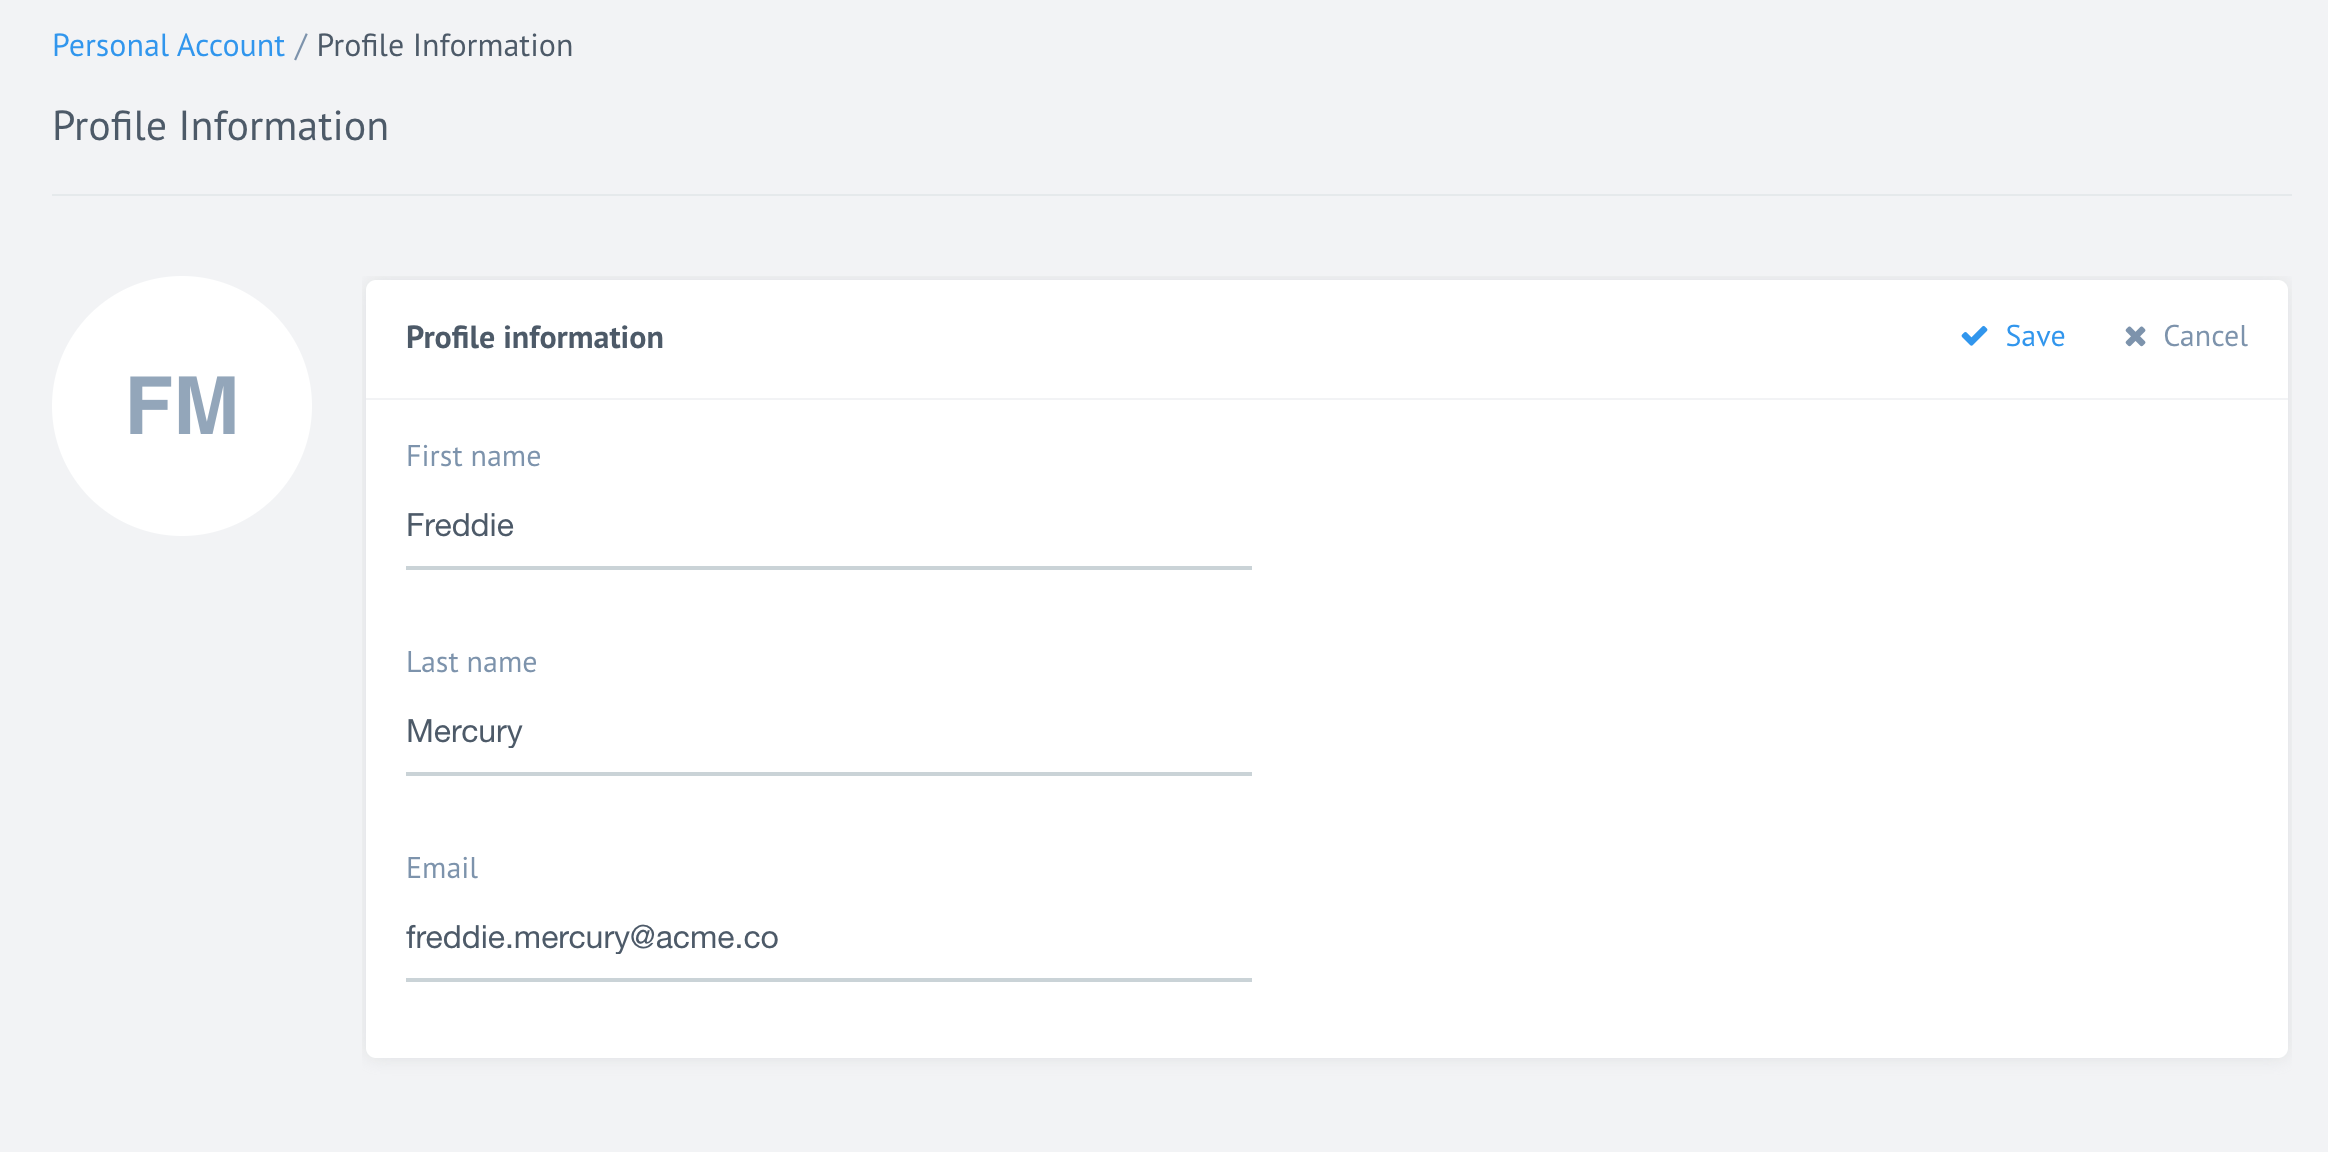 Personal Account / Profile Information
Profile Information
FM
Profile information
Save
Cancel
First name
Freddie
Last name
Mercury
Email
freddie.mercury@acme.co